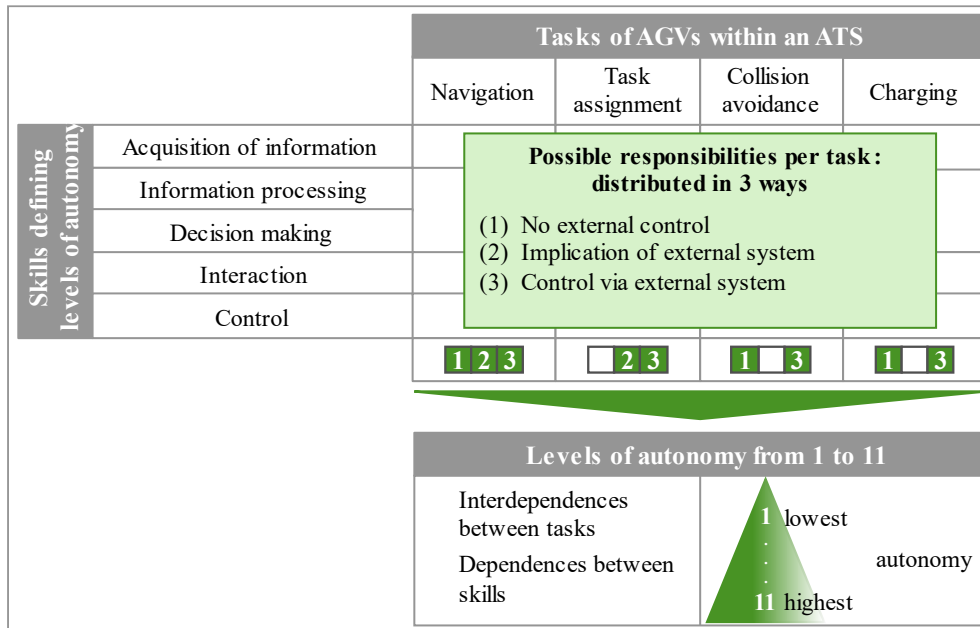 Tasks of AGVs within an ATS
Navigation
Task
assignment
Collision
avoidance
Charging
Skills defining
levels of autonomy
Acquisition of information
Information processing
Decision making
Interaction
Control
Possible responsibilities per task:
distributed in 3 ways
(1) No external control
(2) Implication of external system
(3) Control via external system
1 2 3
2 3
1 3
1 3
Levels of autonomy from 1 to 11
Interdependences
between tasks
Dependences between
skills
1 lowest
.
.
.
11 highest
autonomy